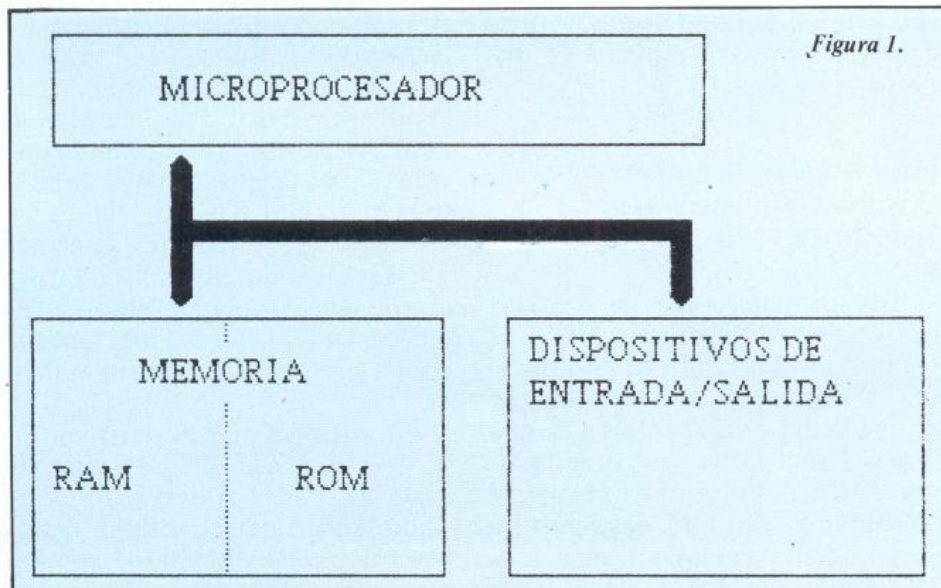 Figura 1.
MICROPROCESADOR
MEMORIA
RAM ROM
DISPOSITIVOS DE
ENTRADA/SALIDA